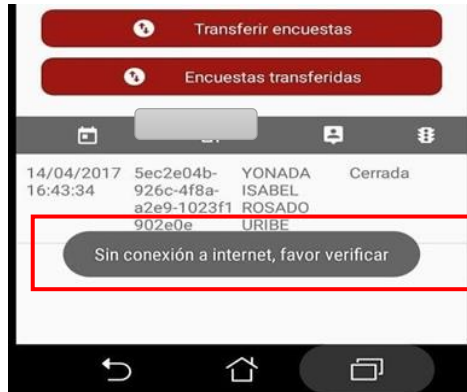 Transferir encuestas
Encuestas transferidas
14/04/2017 5ec2e04b- YONADA Cerrada
16:43:34 926c-4f8a- ISABEL
a2e9-1023f1 ROSADO
902e0e URIBE
Sin conexión a internet, favor verificar